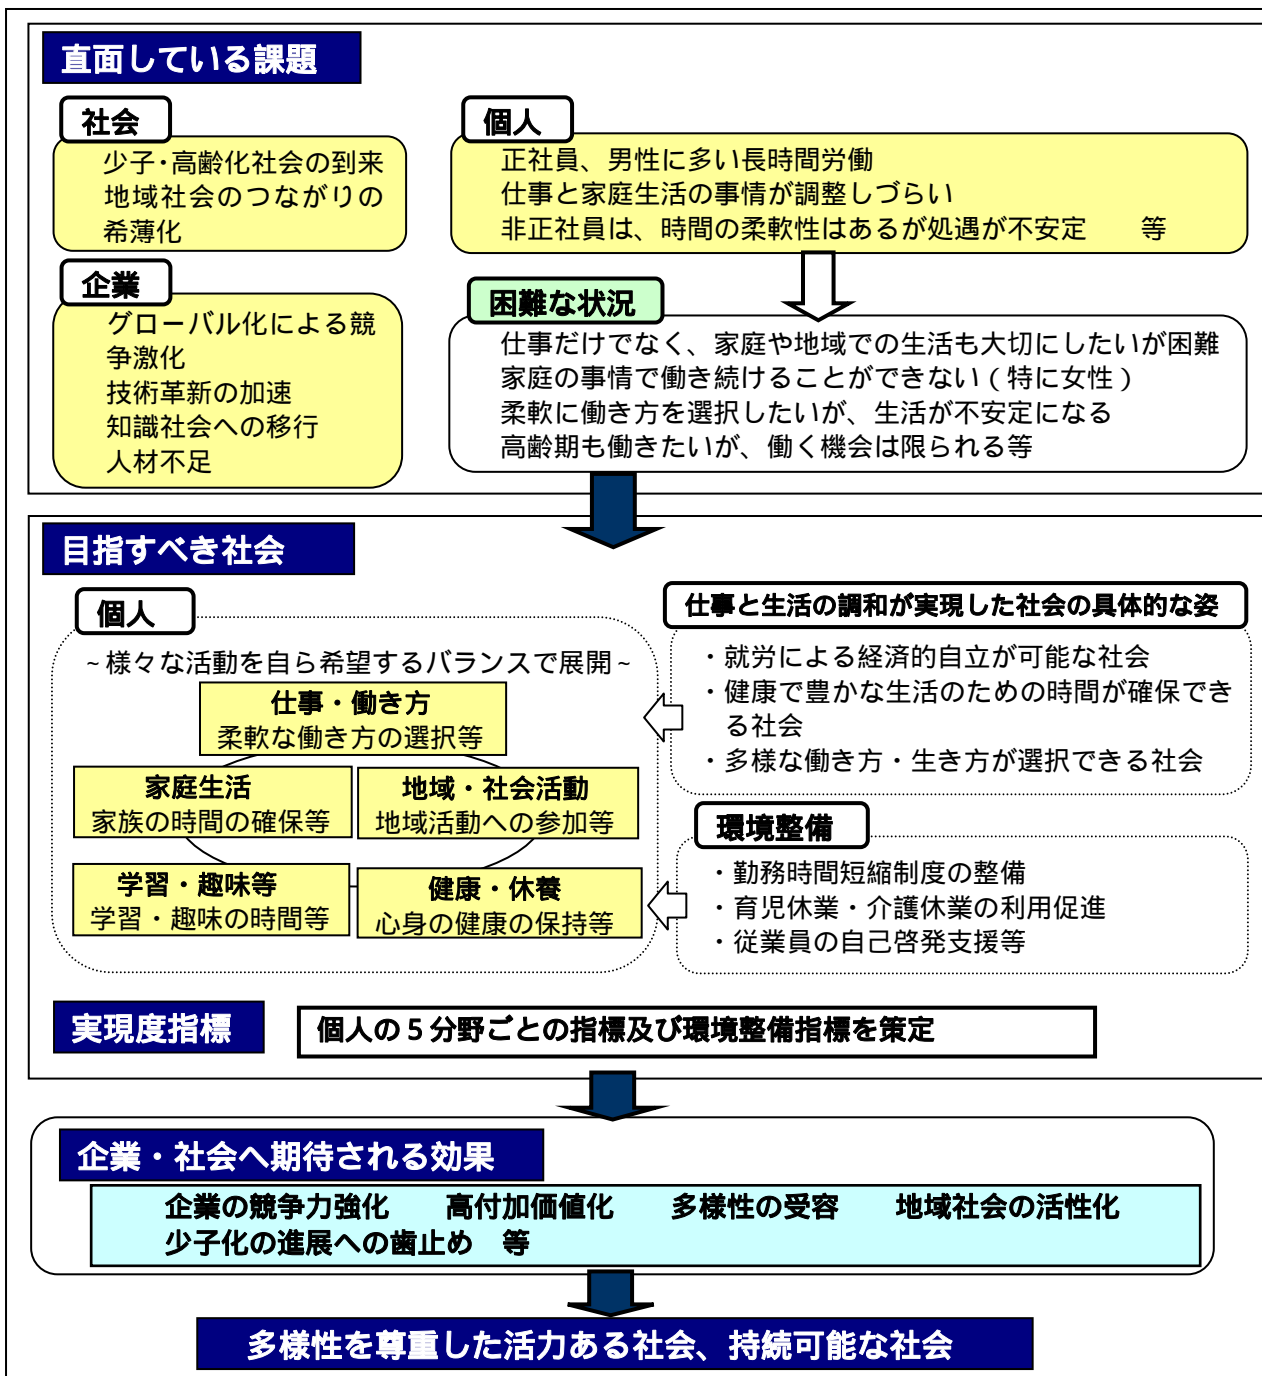 直面している課題
社会
少子・高齢化社会の到来
地域社会のつながりの
希薄化
企業
グローバル化による競
争激化
技術革新の加速
知識社会への移行
人材不足
個人
正社員、男性に多い長時間労働
仕事と家庭生活の事情が調整しづらい
非正社員は、時間の柔軟性はあるが処遇が不安定　　等
困難な状況
仕事だけでなく、家庭や地域での生活も大切にしたいが困難
家庭の事情で働き続けることができない（特に女性）
柔軟に働き方を選択したいが、生活が不安定になる
高齢期も働きたいが、働く機会は限られる等
目指すべき社会
個人
~様々な活動を自ら希望するバランスで展開~
仕事・働き方
柔軟な働き方の選択等
家庭生活
家族の時間の確保等
地域・社会活動
地域活動への参加等
学習・趣味等
学習・趣味の時間等
健康・休養
心身の健康の保持等
仕事と生活の調和が実現した社会の具体的な姿
・就労による経済的自立が可能な社会
・健康で豊かな生活のための時間が確保でき
る社会
・多様な働き方・生き方が選択できる社会
環境整備
・勤務時間短縮制度の整備
・育児休業・介護休業の利用促進
・従業員の自己啓発支援等
実現度指標
個人の５分野ごとの指標及び環境整備指標を策定
企業・社会へ期待される効果
企業の競争力強化　　高付加価値化　　多様性の受容　　地域社会の活性化
少子化の進展への歯止め　等
多様性を尊重した活力ある社会、持続可能な社会